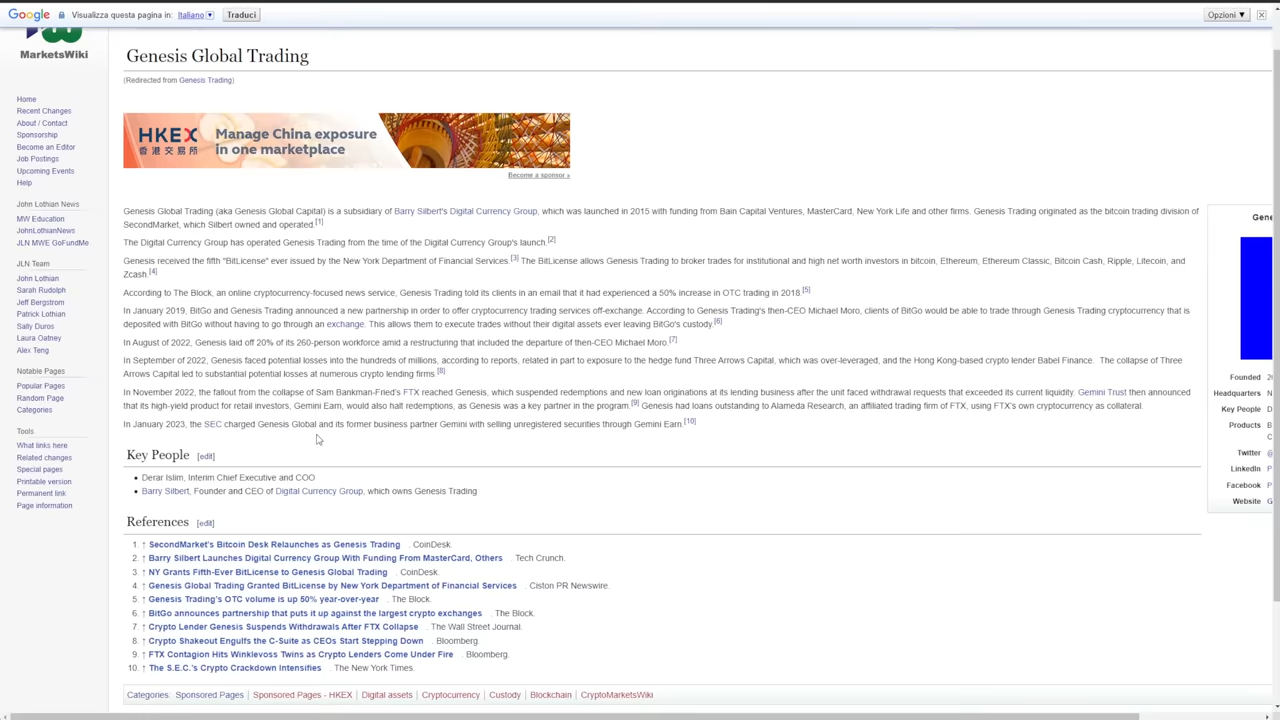 Google Visualizza questa pagina in: Italiano Traduci Opzioni ▼
MarketsWiki
Home
Recent Changes
About / Contact
Sponsorship
Become an Editor
Job Postings
Upcoming Events
Help
John Lothian News
MW Education
JohnLothianNews
JLN MWE GoFundMe
JLN Team
John Lothian
Sarah Rudolph
Jeff Bergstrom
Patrick Lothian
Sally Duros
Laura Oatney
Alex Teng
Notable Pages
Popular Pages
Random Page
Categories
Tools
What links here
Related changes
Special pages
Printable version
Permanent link
Page information
Genesis Global Trading
(Redirected from Genesis Trading)
HKEX Manage China exposure
香港交易所 in one marketplace
Become a sponsor »
Genesis Global Trading (aka Genesis Global Capital) is a subsidiary of Barry Silbert's Digital Currency Group, which was launched in 2015 with funding from Bain Capital Ventures, MasterCard, New York Life and other firms. Genesis Trading originated as the bitcoin trading division of
SecondMarket, which Silbert owned and operated.[1]
The Digital Currency Group has operated Genesis Trading from the time of the Digital Currency Group's launch.[2]
Genesis received the fifth "BitLicense" ever issued by the New York Department of Financial Services.[3] The BitLicense allows Genesis Trading to broker trades for institutional and high net worth investors in bitcoin, Ethereum, Ethereum Classic, Bitcoin Cash, Ripple, Litecoin, and
Zcash.[4]
According to The Block, an online cryptocurrency-focused news service, Genesis Trading told its clients in an email that it had experienced a 50% increase in OTC trading in 2018.[5]
In January 2019, BitGo and Genesis Trading announced a new partnership in order to offer cryptocurrency trading services off-exchange. According to Genesis Trading's then-CEO Michael Moro, clients of BitGo would be able to trade through Genesis Trading cryptocurrency that is
deposited with BitGo without having to go through an exchange. This allows them to execute trades without their digital assets ever leaving BitGo's custody.[6]
In August of 2022, Genesis laid off 20% of its 260-person workforce amid a restructuring that included the departure of then-CEO Michael Moro.[7]
In September of 2022, Genesis faced potential losses into the hundreds of millions, according to reports, related in part to exposure to the hedge fund Three Arrows Capital, which was over-leveraged, and the Hong Kong-based crypto lender Babel Finance. The collapse of Three
Arrows Capital led to substantial potential losses at numerous crypto lending firms.[8]
In November 2022, the fallout from the collapse of Sam Bankman-Fried's FTX reached Genesis, which suspended redemptions and new loan originations at its lending business after the unit faced withdrawal requests that exceeded its current liquidity. Gemini Trust then announced
that its high-yield product for retail investors, Gemini Earn, would also halt redemptions, as Genesis was a key partner in the program.[9] Genesis had loans outstanding to Alameda Research, an affiliated trading firm of FTX, using FTX's own cryptocurrency as collateral.
In January 2023, the SEC charged Genesis Global and its former business partner Gemini with selling unregistered securities through Gemini Earn.[10]
Key People [edit]
• Derar Islim, Interim Chief Executive and COO
• Barry Silbert, Founder and CEO of Digital Currency Group, which owns Genesis Trading
References [edit]
1. ↑ SecondMarket's Bitcoin Desk Relaunches as Genesis Trading . CoinDesk.
2. ↑ Barry Silbert Launches Digital Currency Group With Funding From MasterCard, Others . Tech Crunch.
3. ↑ NY Grants Fifth-Ever BitLicense to Genesis Global Trading . CoinDesk.
4. ↑ Genesis Global Trading Granted BitLicense by New York Department of Financial Services . Ciston PR Newswire.
5. ↑ Genesis Trading's OTC volume is up 50% year-over-year . The Block.
6. ↑ BitGo announces partnership that puts it up against the largest crypto exchanges . The Block.
7. ↑ Crypto Lender Genesis Suspends Withdrawals After FTX Collapse . The Wall Street Journal.
8. ↑ Crypto Shakeout Engulfs the C-Suite as CEOs Start Stepping Down . Bloomberg.
9. ↑ FTX Contagion Hits Winklevoss Twins as Crypto Lenders Come Under Fire . Bloomberg.
10. ↑ The S.E.C.'s Crypto Crackdown Intensifies . The New York Times.
Categories: Sponsored Pages Sponsored Pages - HKEX Digital assets Cryptocurrency Custody Blockchain CryptoMarketsWiki
Founded
Headquarters
Key People
Products
Twitter
LinkedIn
Facebook
Website